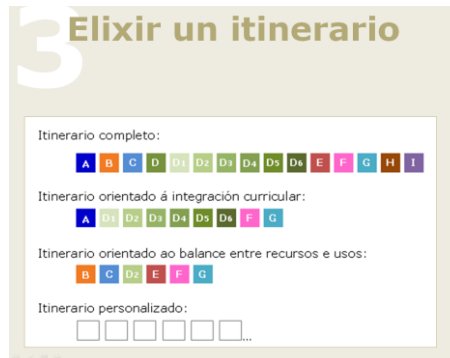 3 Elixir un itinerario
Itinerario completo:
A B C D D1 D2 D3 D4 D5 D6 E F G H I
Itinerario orientado á integración curricular:
A D1 D2 D3 D4 D5 D6 F G
Itinerario orientado ao balance entre recursos e usos:
B C D2 E F G
Itinerario personalizado:
...